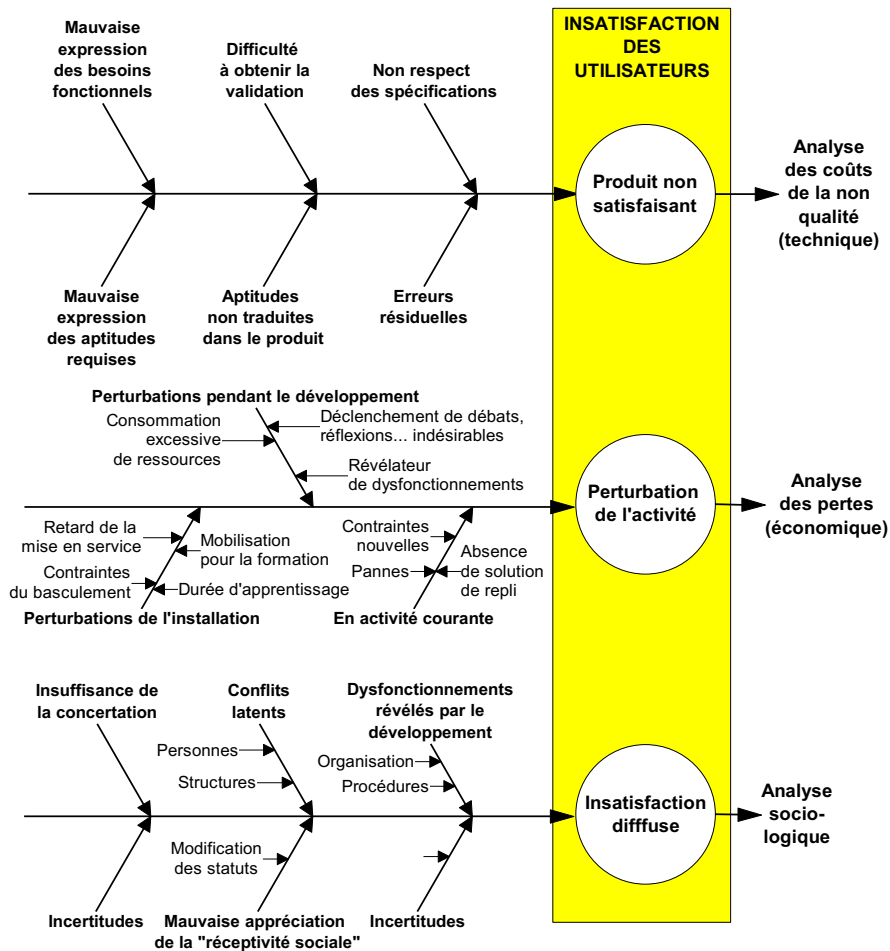 INSATISFACTION
DES
UTILISATEURS
Mauvaise
expression
des besoins
fonctionnels
Difficulté
à obtenir la
validation
Non respect
des spécifications
Produit non
satisfaisant
Analyse
des coûts
de la non
qualité
(technique)
Mauvaise
expression
des aptitudes
requises
Aptitudes
non traduites
dans le produit
Erreurs
résiduelles
Perturbations pendant le développement
Consommation
excessive
de ressources
Déclenchement de débats,
réflexions... indésirables
Révélateur
de dysfonctionnements
Perturbation
de l'activité
Analyse
des pertes
(économique)
Retard de la
mise en service
Mobilisation
pour la formation
Contraintes
du basculement
Durée d'apprentissage
Perturbations de l'installation
Contraintes
nouvelles
Pannes
Absence
de solution
de repli
En activité courante
Insuffisance de
la concertation
Conflits
latents
Personnes
Structures
Dysfonctionnements
révélés par le
développement
Organisation
Procédures
Insatisfaction
difffuse
Analyse
socio-
logique
Modification
des statuts
Incertitudes
Mauvaise appréciation
de la "réceptivité sociale"
Incertitudes